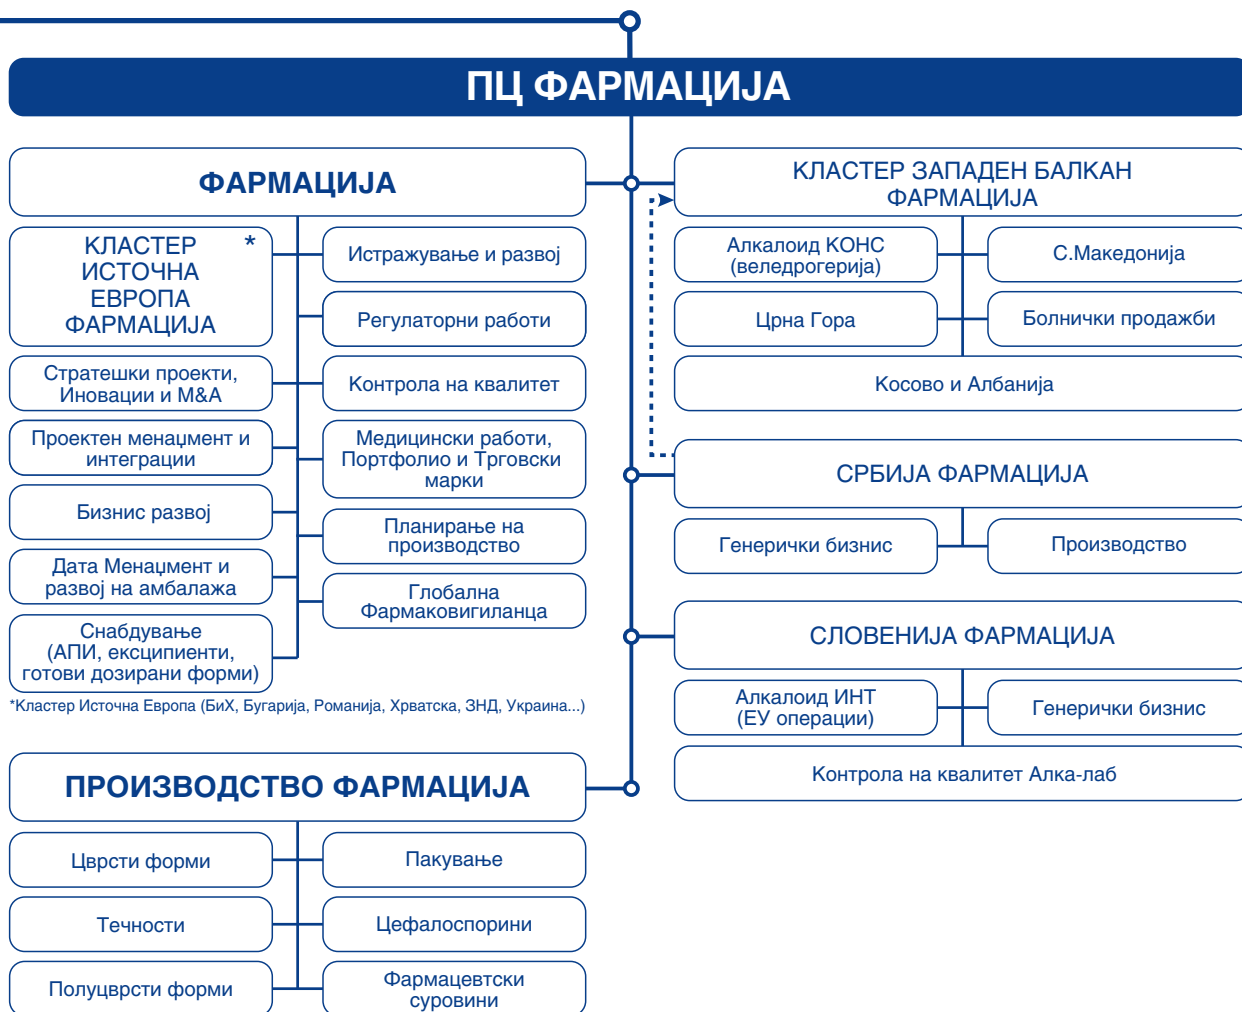 ПЦ ФАРМАЦИЈА
ФАРМАЦИЈА
КЛАСТЕР *
ИСТОЧНА
ЕВРОПА
ФАРМАЦИЈА
Истражување и развој
Регулаторни работи
Стратешки проекти,
Иновации и M&A
Контрола на квалитет
Проектен менаџмент и
интеграции
Медицински работи,
Портфолио и Трговски
марки
Бизнис развој
Планирање на
производство
Дата Менаџмент и
развој на амбалажа
Глобална
Фармаковигиланца
Снабдување
(АПИ, ексципиенти,
готови дозирани форми)
*Кластер Источна Европа (БиХ, Бугарија, Романија, Хрватска, ЗНД, Украина...)
ПРОИЗВОДСТВО ФАРМАЦИЈА
Цврсти форми
Пакување
Течности
Цефалоспорини
Полуцврсти форми
Фармацевтски
суровини
КЛАСТЕР ЗАПАДЕН БАЛКАН
ФАРМАЦИЈА
Алкалоид КОНС
(веледрогерија)
С.Македонија
Црна Гора
Болнички продажби
Косово и Албанија
СРБИЈА ФАРМАЦИЈА
Генерички бизнис
Производство
СЛОВЕНИЈА ФАРМАЦИЈА
Алкалоид ИНТ
(ЕУ операции)
Генерички бизнис
Контрола на квалитет Алка-лаб